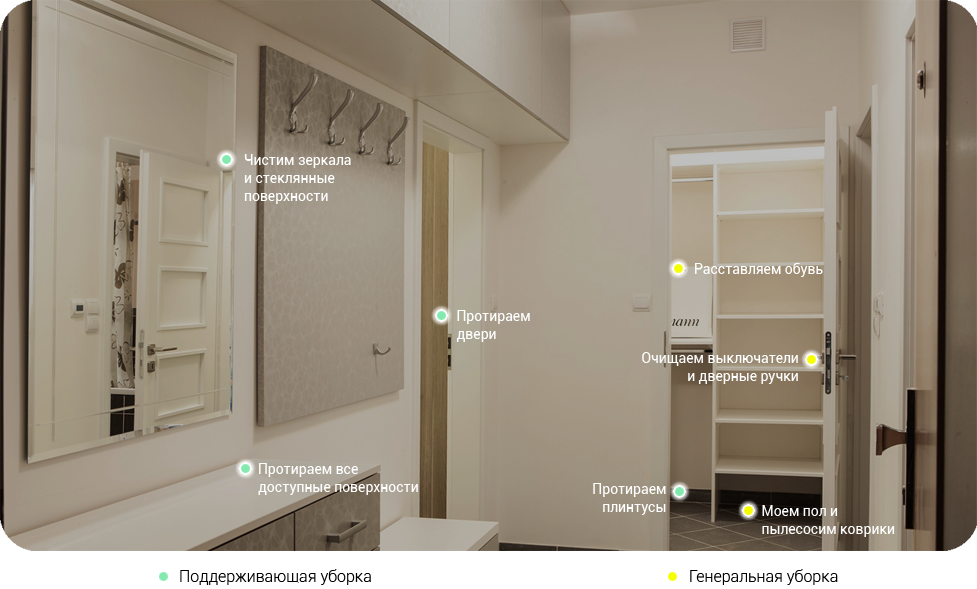 Чистим зеркала
и стеклянные
поверхности
Расставляем обувь
Протираем
двери
Очищаем выключатели
и дверные ручки
Протираем все
доступные поверхности
Протираем
плинтусы
Моем пол и
пылесосим коврики
Поддерживающая уборка
Генеральная уборка